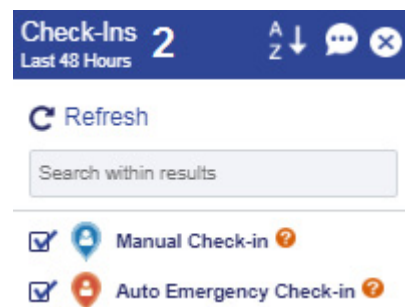 Check-Ins 2
Last 48 Hours
A
Z
Refresh
Search within results
Manual Check-in ?
Auto Emergency Check-in ?